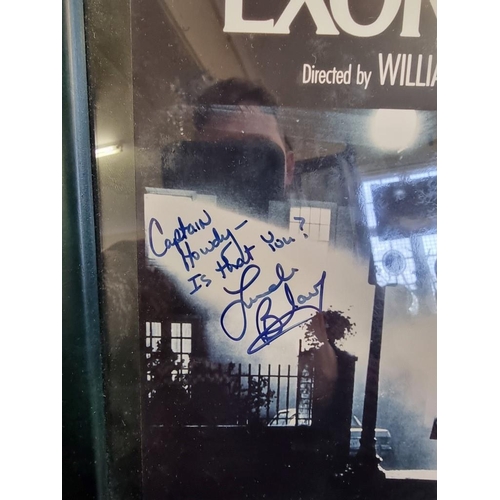 EXOR
Directed by WILLIA
Captain
Howdy-
Is that You?
Linda
Blair